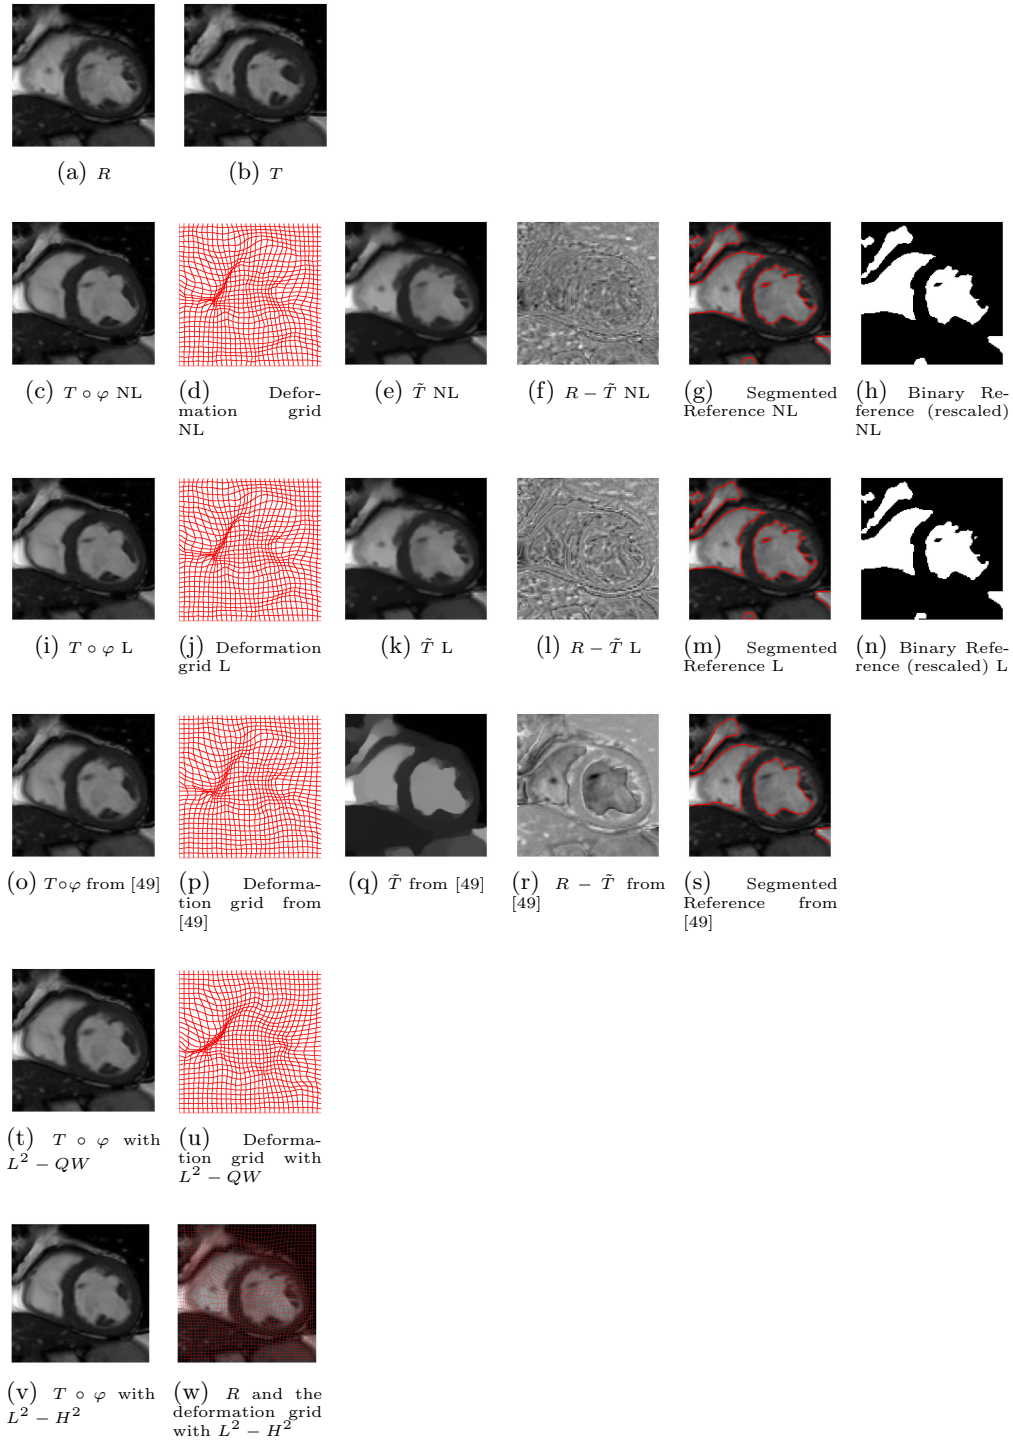 (a) R
(b) T
(c) T ∘ φ NL
(d) Defor-
mation grid
NL
(e) T̃ NL
(f) R − T̃ NL
(g) Segmented
Reference NL
(h) Binary Re-
ference (rescaled)
NL
(i) T ∘ φ L
(j) Deformation
grid L
(k) T̃ L
(l) R − T̃ L
(m) Segmented
Reference L
(n) Binary Refe-
rence (rescaled) L
(o) T∘φ from [49]
(p) Deforma-
tion grid from
[49]
(q) T̃ from [49]
(r) R − T̃ from
[49]
(s) Segmented
Reference from
[49]
(t) T ∘ φ with
L² − QW
(u) Deforma-
tion grid with
L² − QW
(v) T ∘ φ with
L² − H²
(w) R and the
deformation grid
with L² − H²